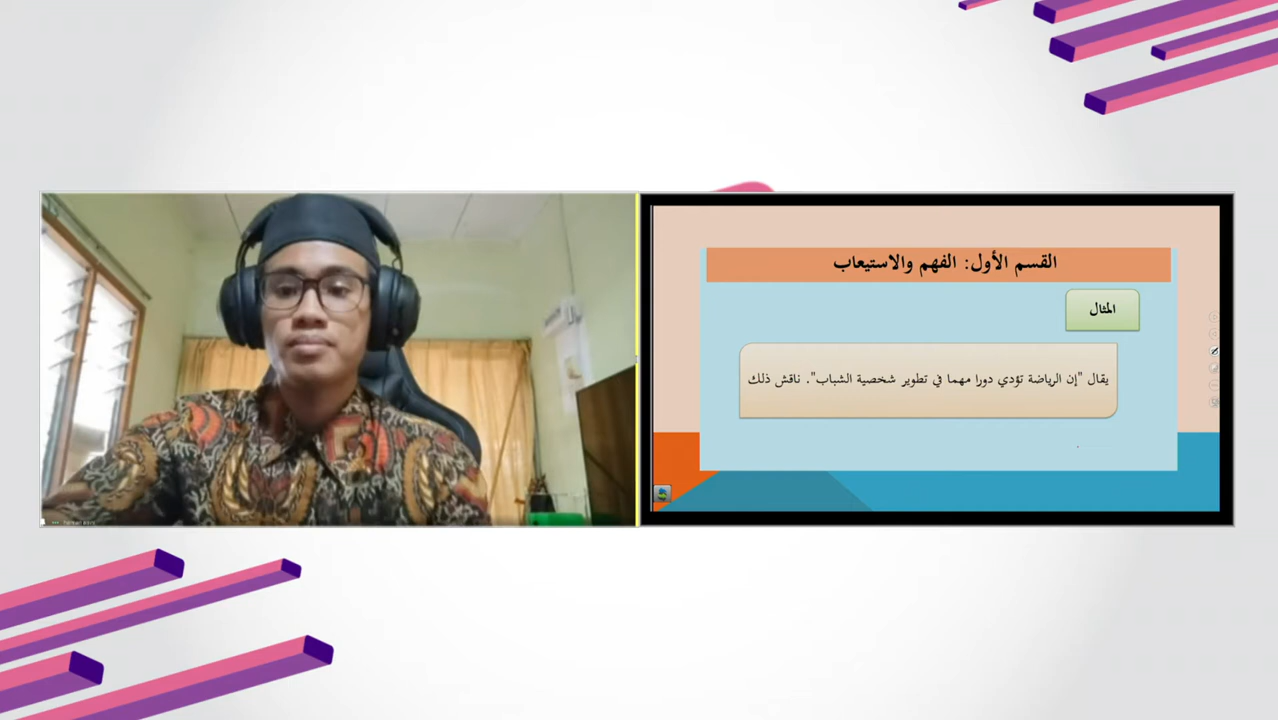 القسم الأول: الفهم والاستيعاب
المثال
يقال "إن الرياضة تؤدي دورا مهما في تطوير شخصية الشباب". ناقش ذلك